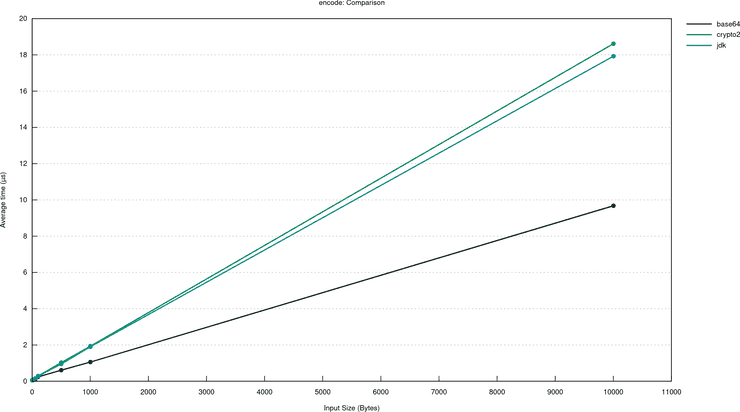 encode: Comparison
base64
crypto2
jdk
20
18
16
14
12
10
8
6
4
2
0
Average time (µs)
0 1000 2000 3000 4000 5000 6000 7000 8000 9000 10000 11000
Input Size (Bytes)